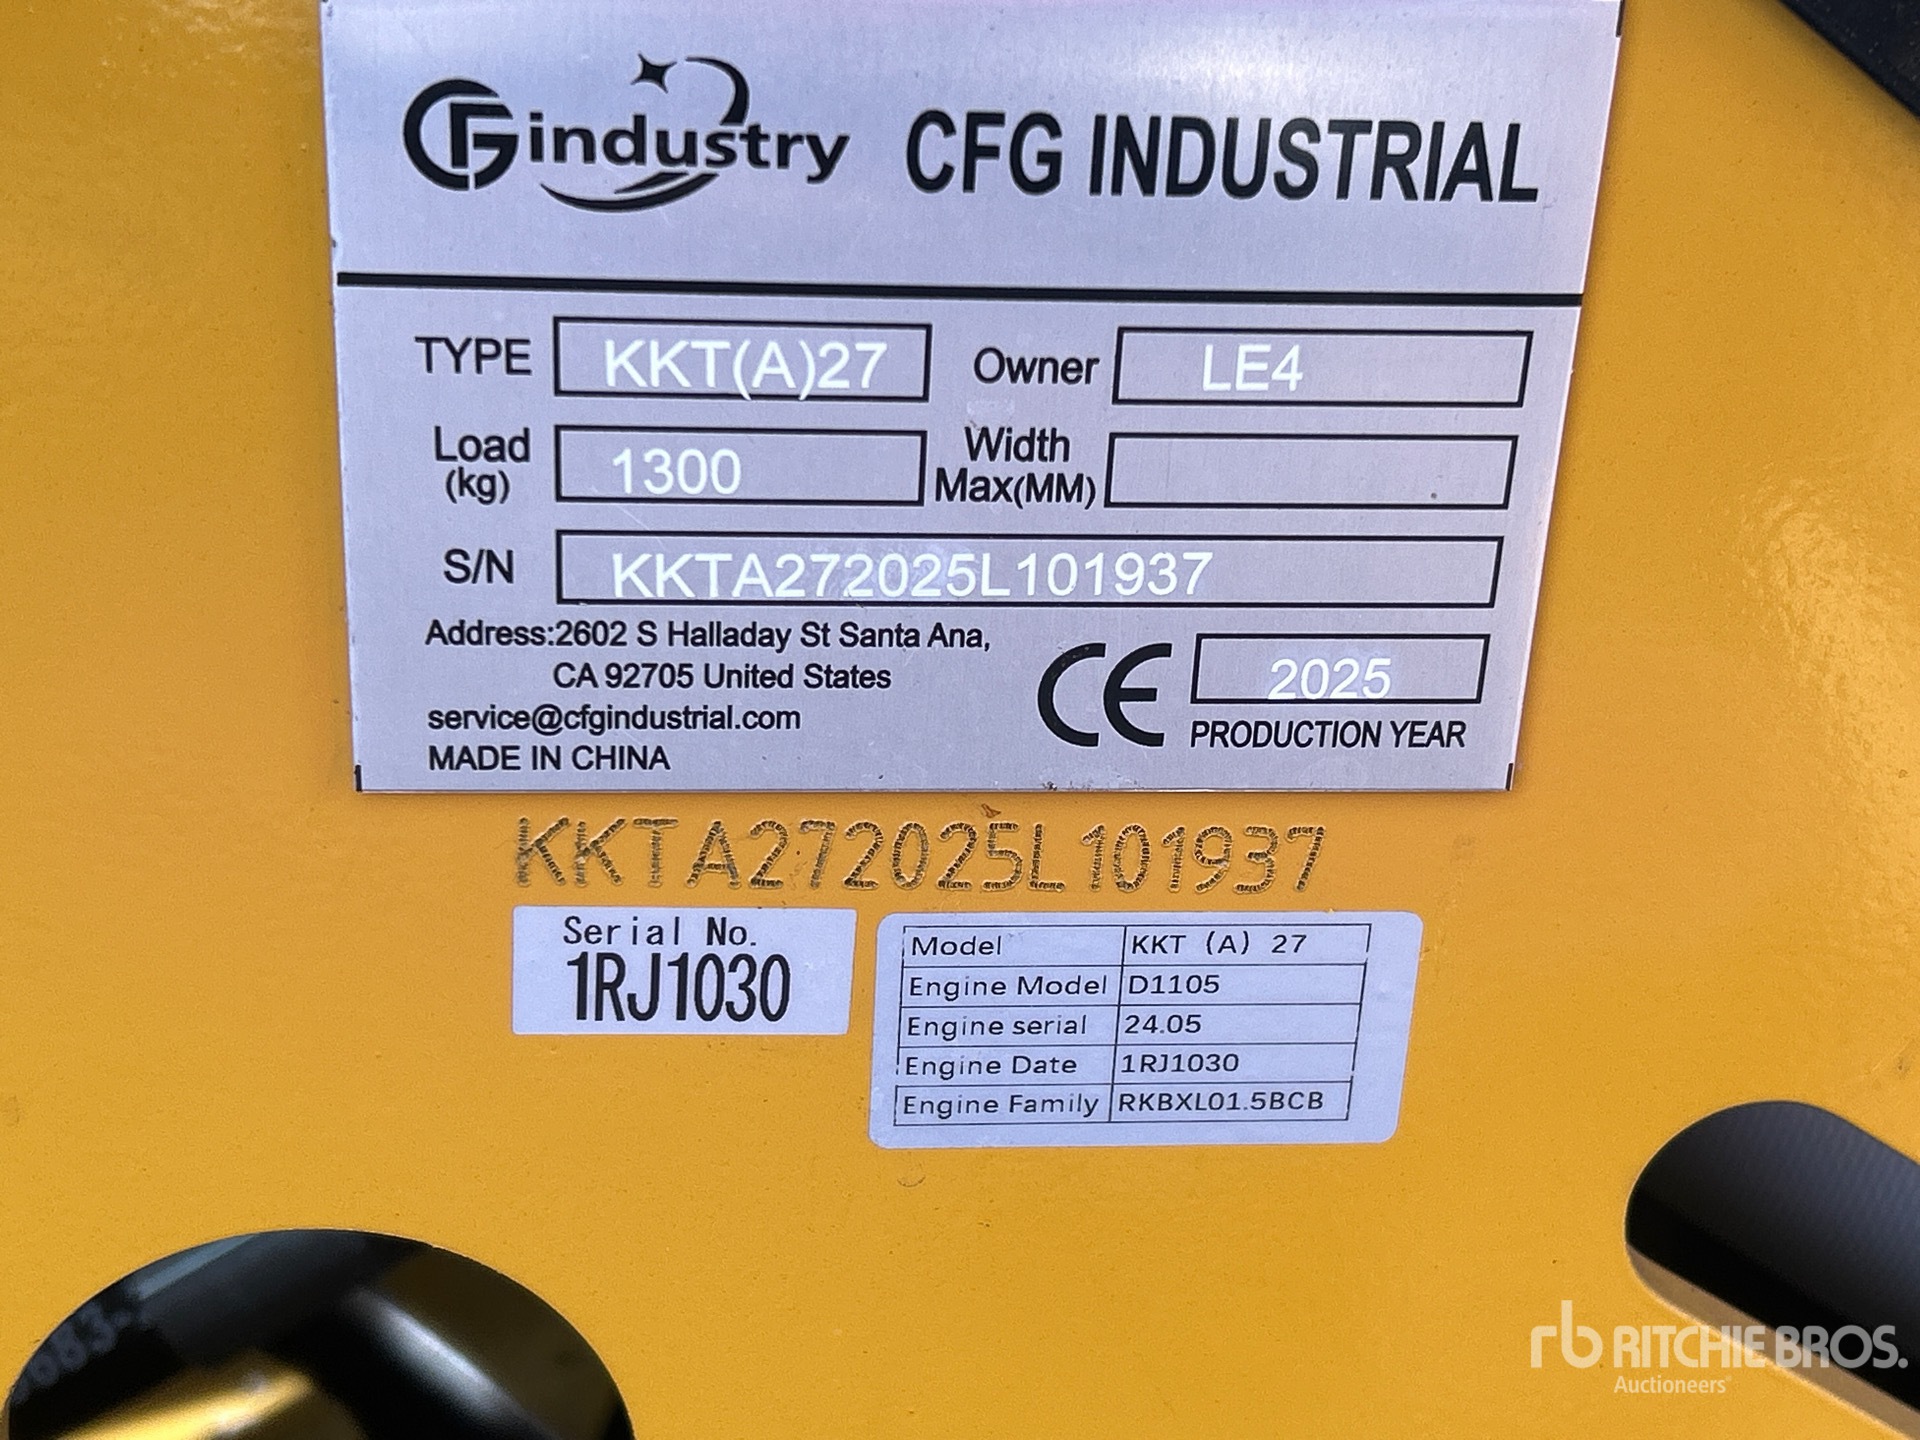 CFG industry CFG INDUSTRIAL
TYPE KKT(A)27 Owner LE4
Load (kg) 1300 Width Max(MM)
S/N KKTA272025L101937
Address:2602 S Halladay St Santa Ana,
CA 92705 United States
service@cfgindustrial.com
MADE IN CHINA
CE 2025
PRODUCTION YEAR
KKTA272025L101937
Serial No.
1RJ1030
Model KKT (A) 27
Engine Model D1105
Engine serial 24.05
Engine Date 1RJ1030
Engine Family RKBXL01.5BCB
rb RITCHIE BROS.
Auctioneers